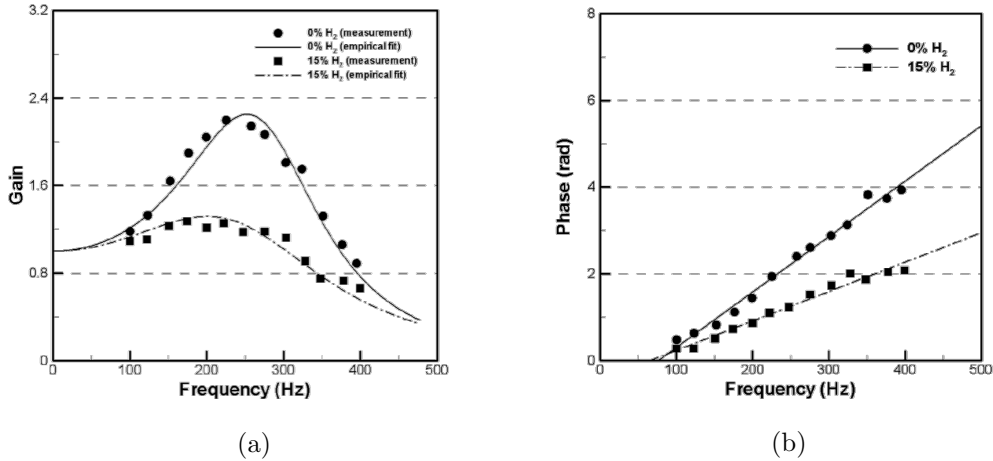 3.2
2.4
1.6
0.8
0
Gain
0% H2 (measurement)
0% H2 (empirical fit)
15% H2 (measurement)
15% H2 (empirical fit)
100 200 300 400 500
Frequency (Hz)
(a)
8
6
4
2
0
Phase (rad)
0% H2
15% H2
0 100 200 300 400 500
Frequency (Hz)
(b)